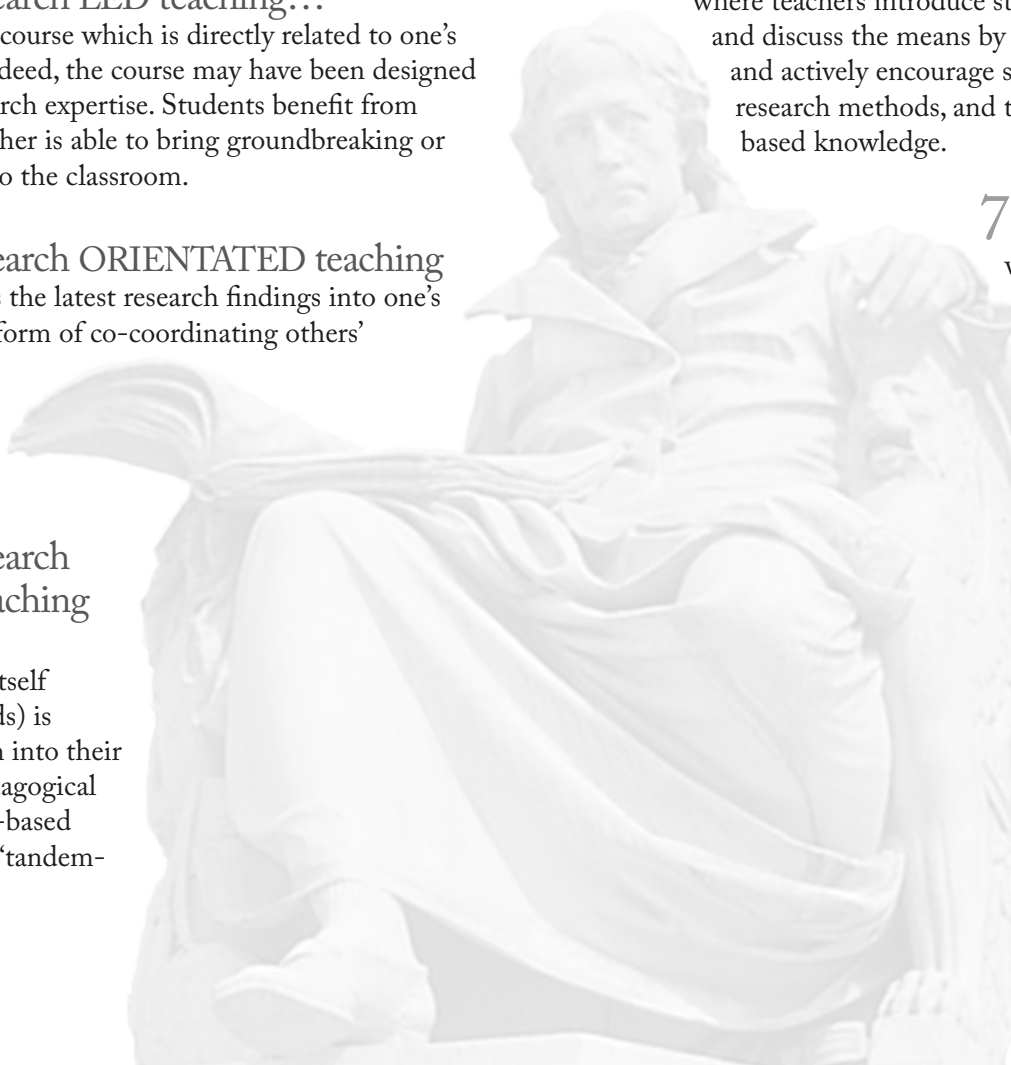 earch LED teaching…
course which is directly related to one’s
deed, the course may have been designed
rch expertise. Students benefit from
her is able to bring groundbreaking or
o the classroom.
earch ORIENTATED teaching
s the latest research findings into one’s
form of co-coordinating others’
earch
aching
tself
ds) is
n into their
agogical
-based
‘tandem-
where teachers introduce st
and discuss the means by
and actively encourage s
research methods, and t
based knowledge.
7